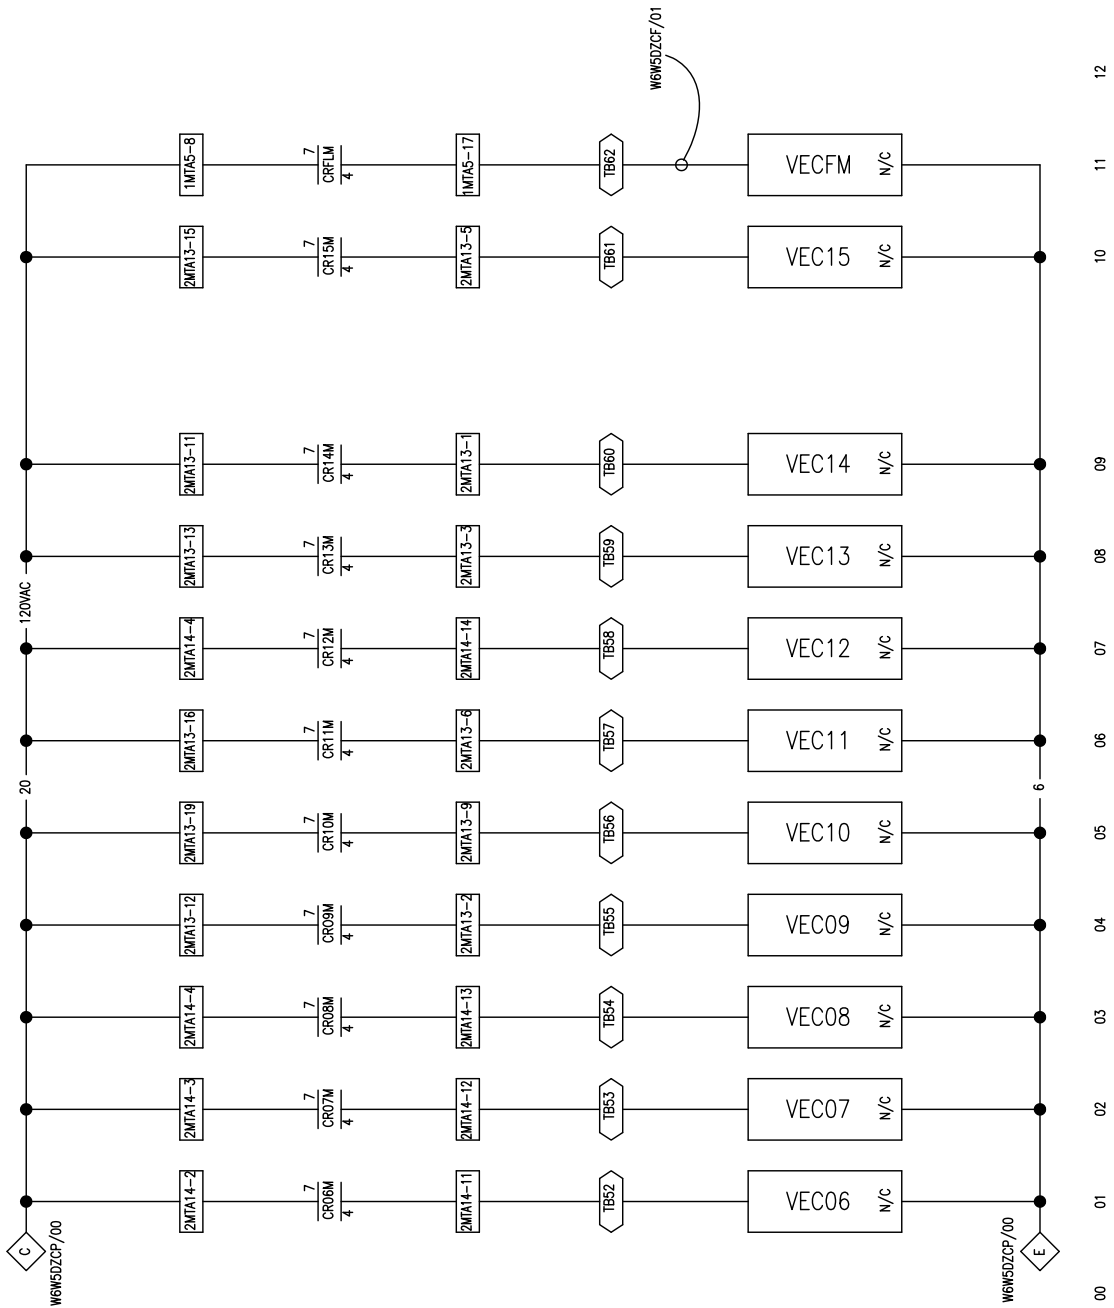 W6W5DZCF/01
12
1MTA5-8
7
CRFLM
4
1MTA5-17
TB62
VECFM
N/C
11
2MTA13-15
7
CR15M
4
2MTA13-5
TB61
VEC15
N/C
10
2MTA13-11
7
CR14M
4
2MTA13-1
TB60
VEC14
N/C
09
2MTA13-13
7
CR13M
4
2MTA13-3
TB59
VEC13
N/C
08
120VAC
2MTA14-4
7
CR12M
4
2MTA14-14
TB58
VEC12
N/C
07
2MTA13-16
7
CR11M
4
2MTA13-6
TB57
VEC11
N/C
06
20
6
2MTA13-19
7
CR10M
4
2MTA13-9
TB56
VEC10
N/C
05
2MTA13-12
7
CR09M
4
2MTA13-2
TB55
VEC09
N/C
04
2MTA14-4
7
CR08M
4
2MTA14-13
TB54
VEC08
N/C
03
2MTA14-3
7
CR07M
4
2MTA14-12
TB53
VEC07
N/C
02
2MTA14-2
7
CR06M
4
2MTA14-11
TB52
VEC06
N/C
01
C
W6W5DZCP/00
W6W5DZCP/00
E
00